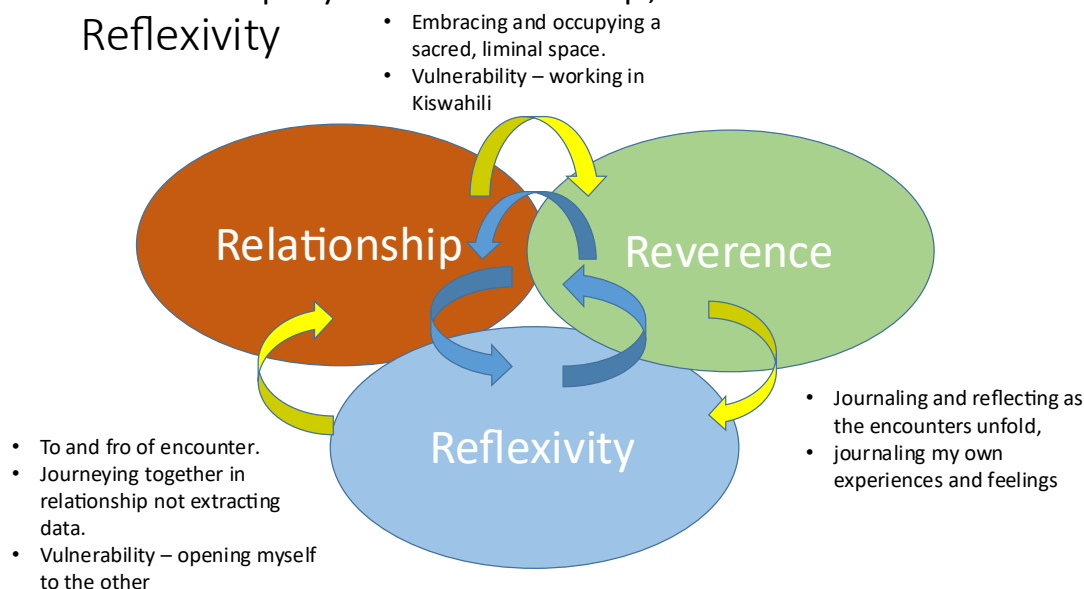 Reflexivity
• Embracing and occupying a
sacred, liminal space.
• Vulnerability – working in
Kiswahili
Relationship
Reverence
Reflexivity
• Journaling and reflecting as
the encounters unfold,
• journaling my own
experiences and feelings
• To and fro of encounter.
• Journeying together in
relationship not extracting
data.
• Vulnerability – opening myself
to the other